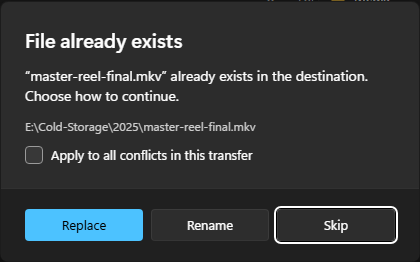 File already exists
“master-reel-final.mkv” already exists in the destination.
Choose how to continue.
E:\Cold-Storage\2025\master-reel-final.mkv
Apply to all conflicts in this transfer
Replace
Rename
Skip